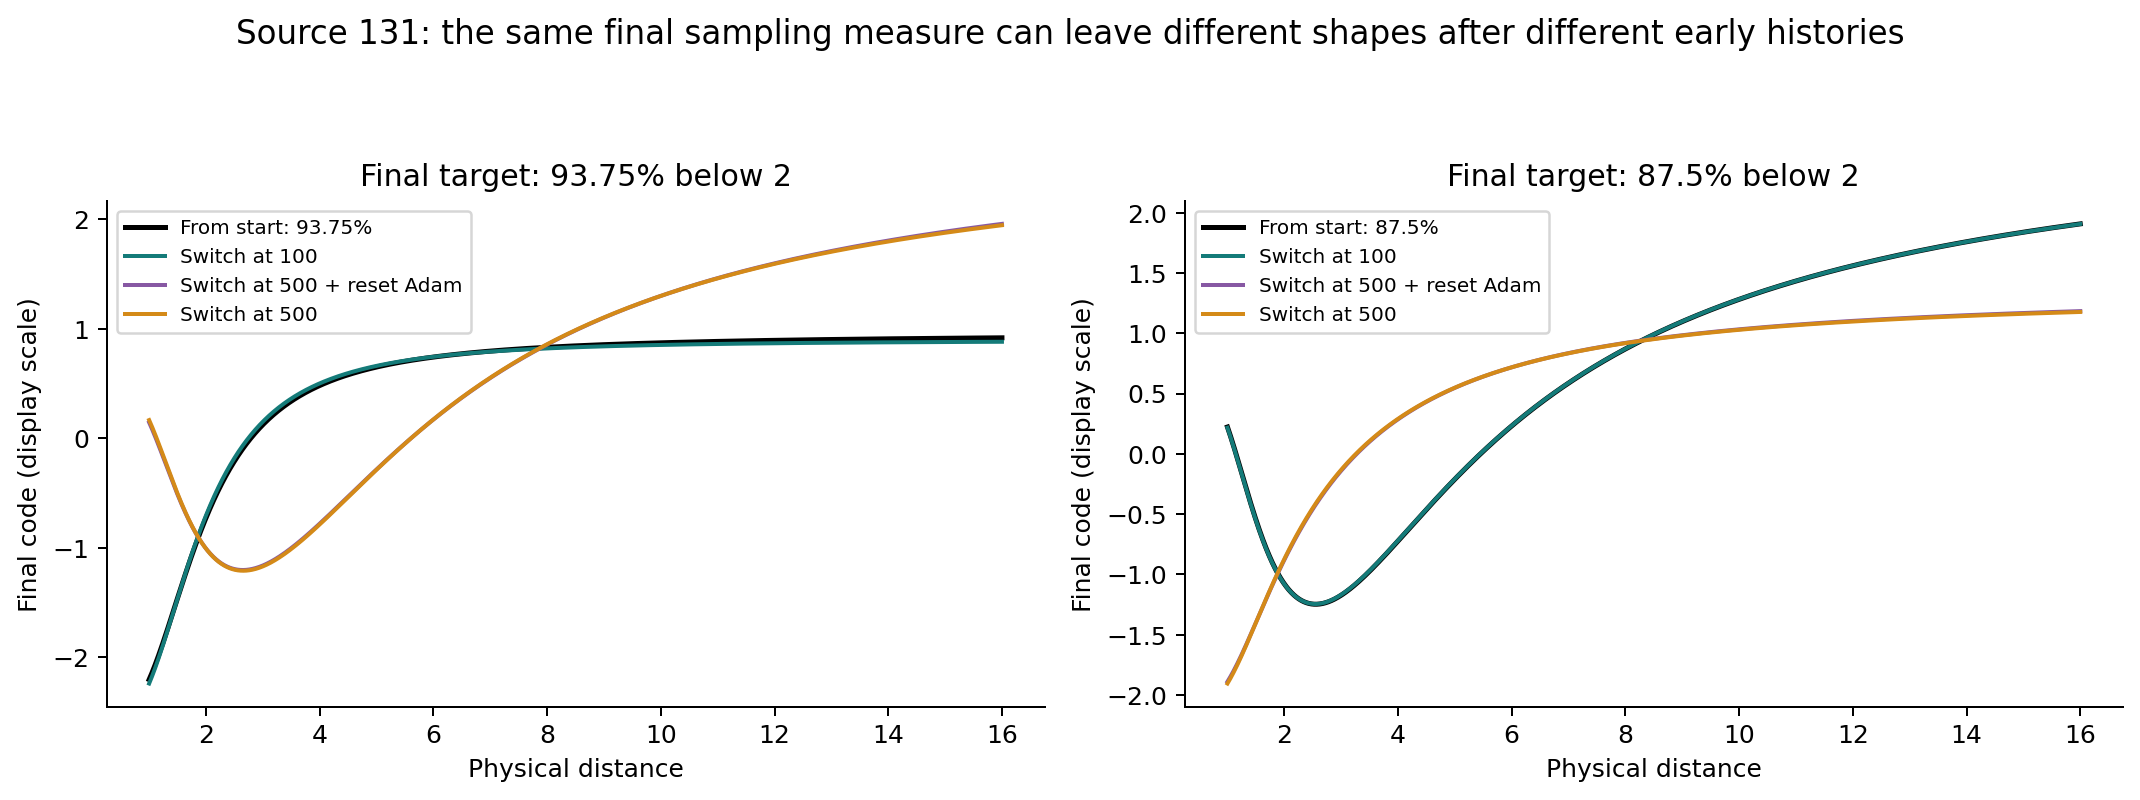 Source 131: the same final sampling measure can leave different shapes after different early histories
Final target: 93.75% below 2
From start: 93.75%
Switch at 100
Switch at 500 + reset Adam
Switch at 500
Final code (display scale)
2
1
0
−1
−2
2
4
6
8
10
12
14
16
Physical distance
Final target: 87.5% below 2
From start: 87.5%
Switch at 100
Switch at 500 + reset Adam
Switch at 500
Final code (display scale)
2.0
1.5
1.0
0.5
0.0
−0.5
−1.0
−1.5
−2.0
2
4
6
8
10
12
14
16
Physical distance